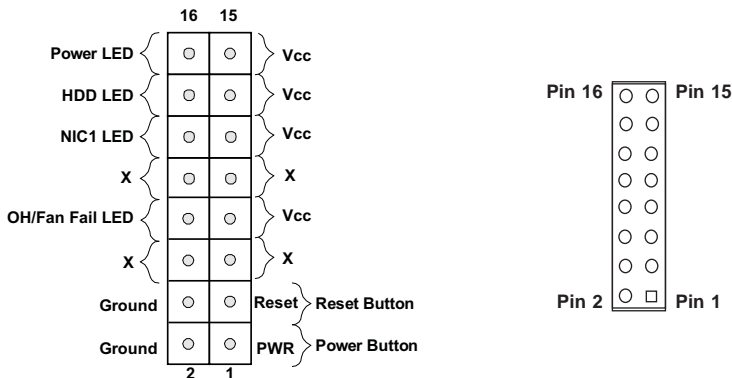 16 15
Power LED Vcc
HDD LED Vcc
NIC1 LED Vcc
X X
OH/Fan Fail LED Vcc
X X
Ground Reset Reset Button
Ground PWR Power Button
2 1
Pin 16 Pin 15
Pin 2 Pin 1